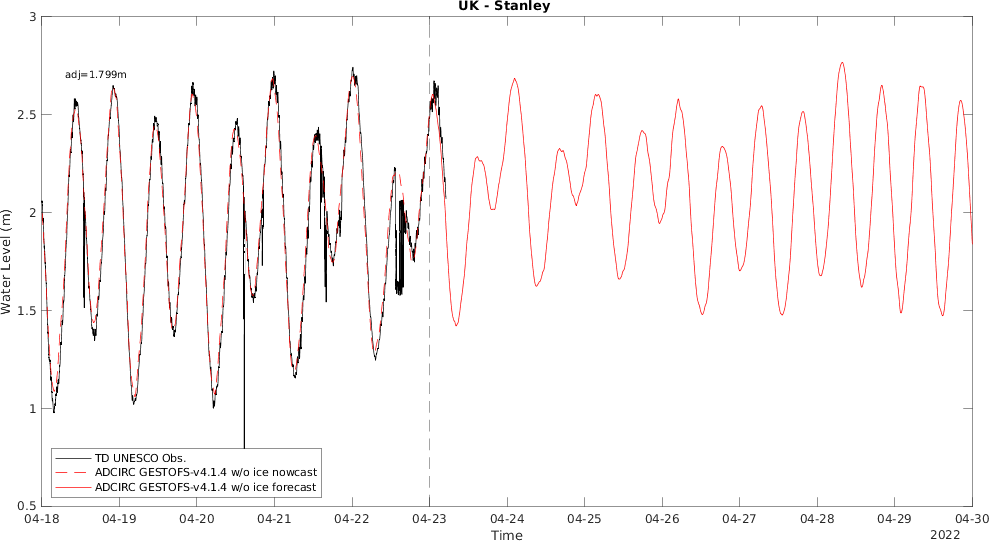 UK - Stanley
3
adj=1.799m
2.5
2
Water Level (m)
1.5
1
TD UNESCO Obs.
ADCIRC GESTOFS-v4.1.4 w/o ice nowcast
ADCIRC GESTOFS-v4.1.4 w/o ice forecast
0.5
04-18 04-19 04-20 04-21 04-22 04-23 04-24 04-25 04-26 04-27 04-28 04-29 04-30
Time
2022